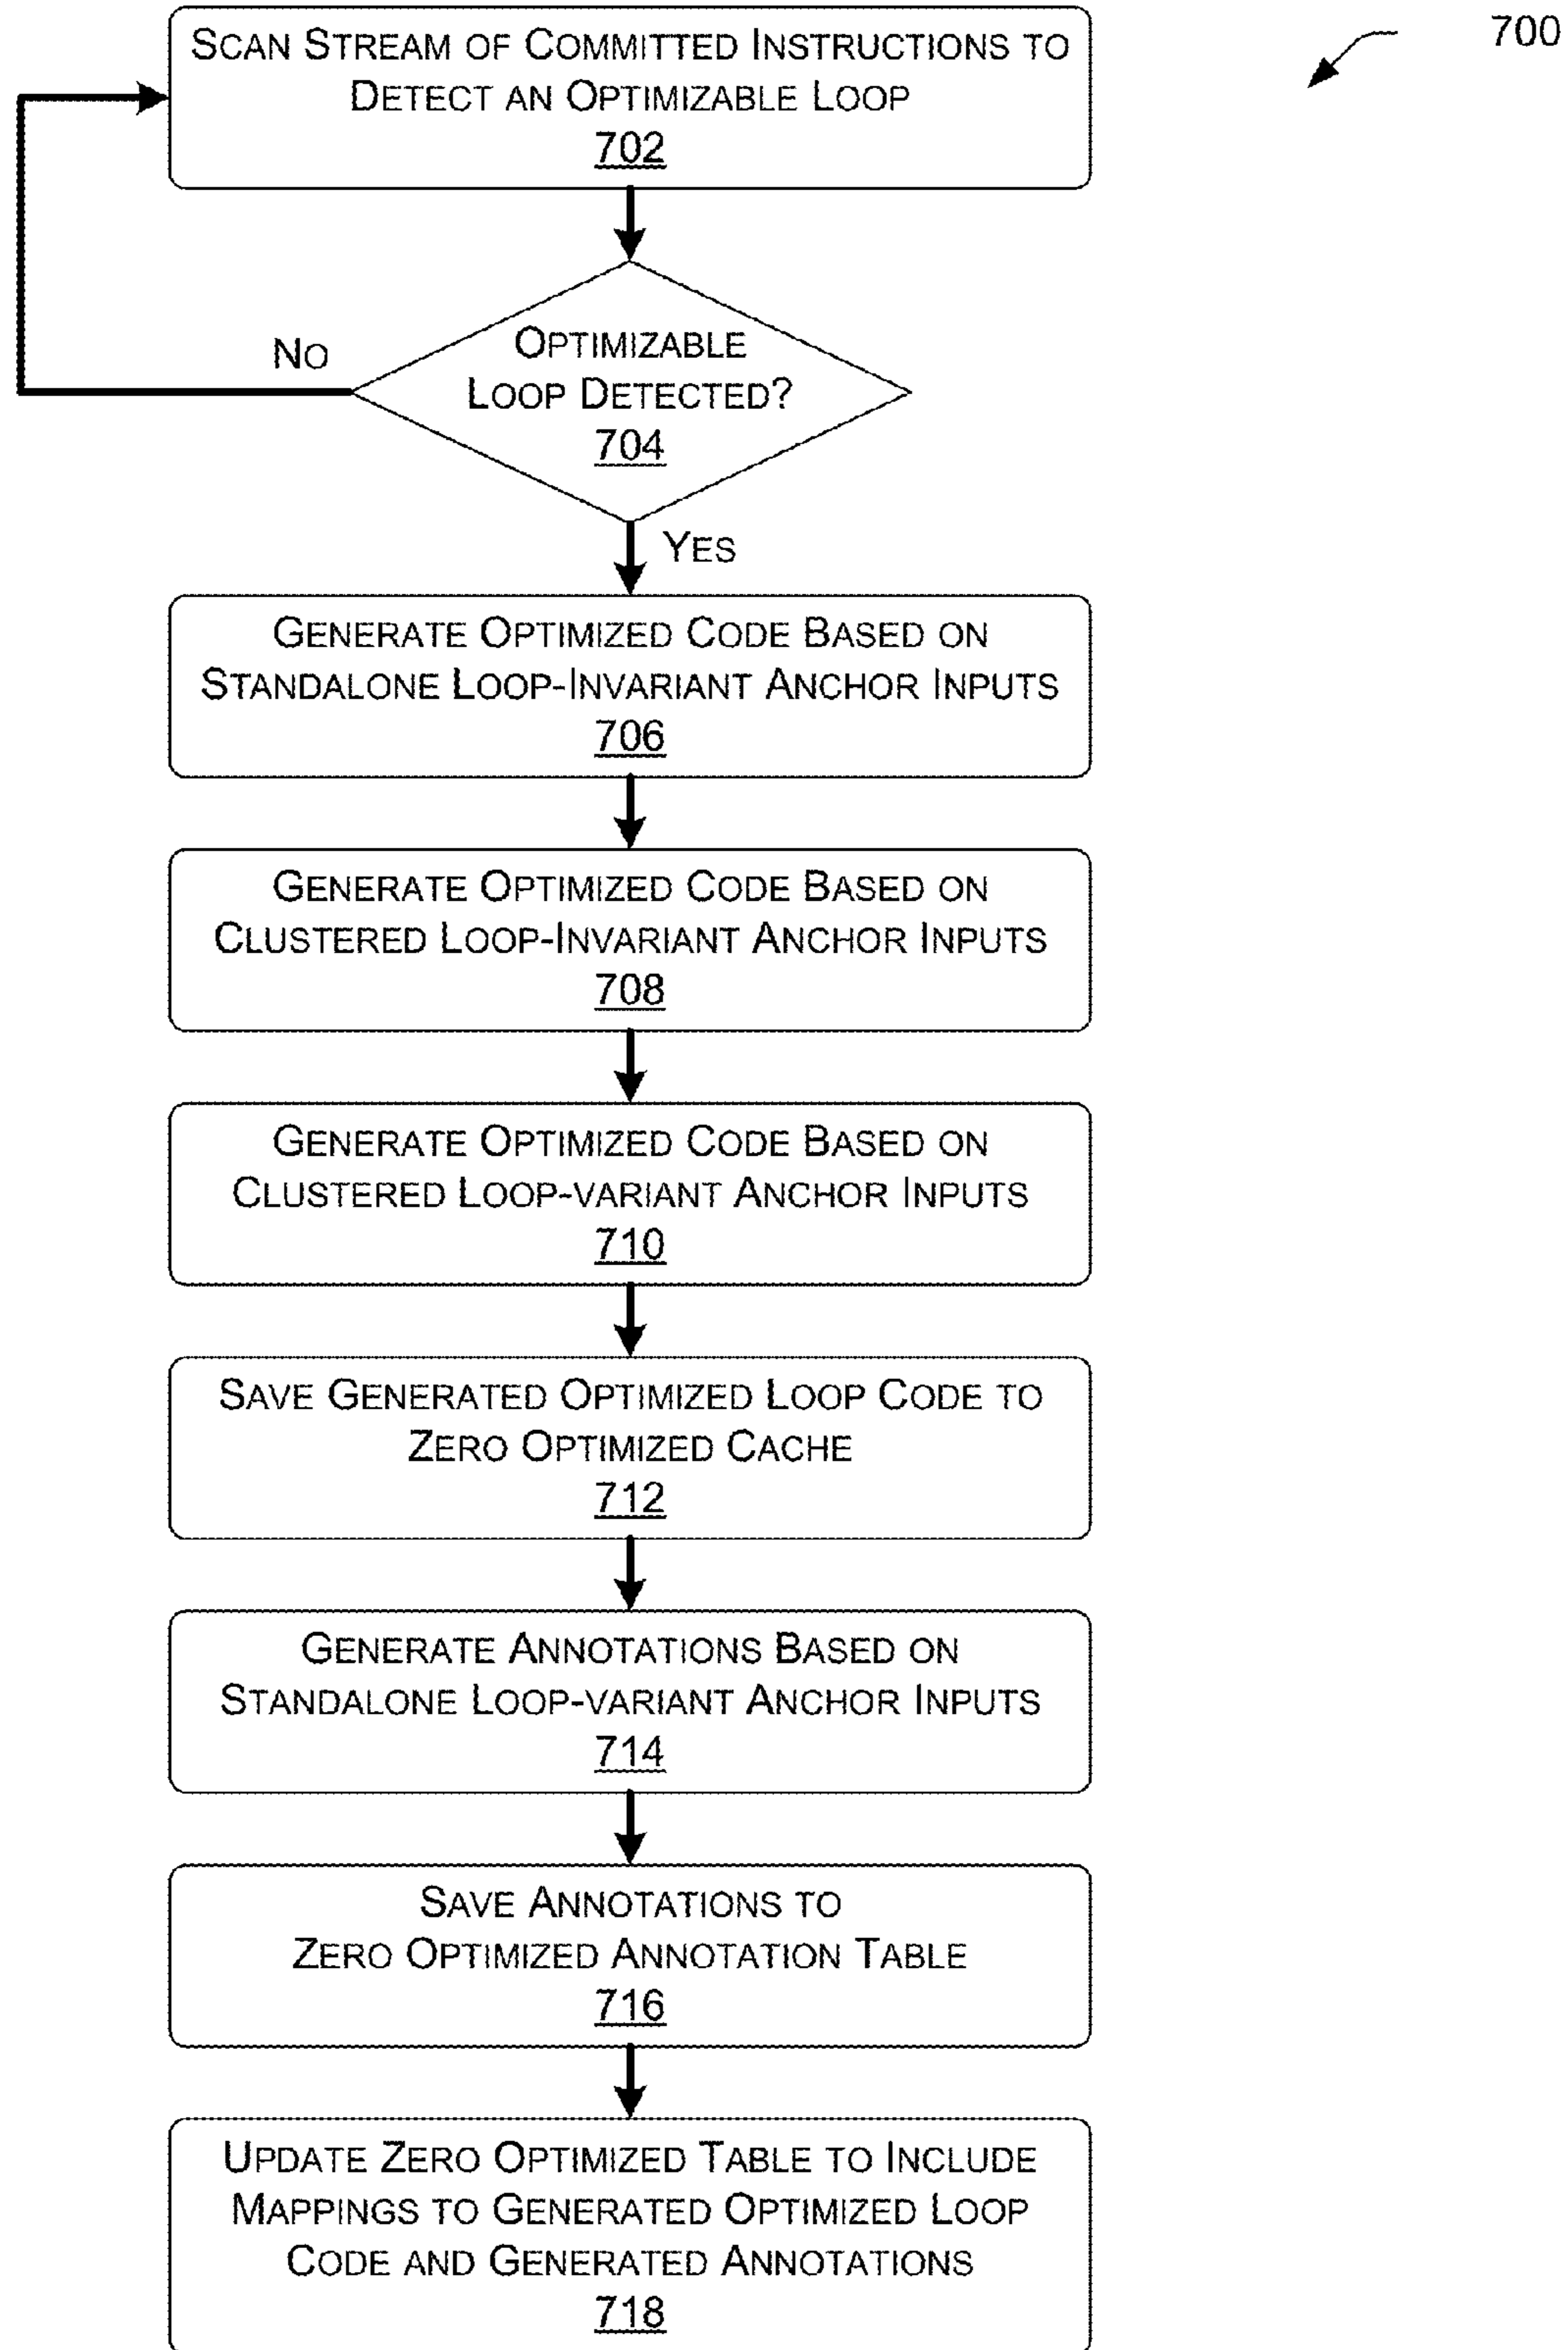 700
SCAN STREAM OF COMMITTED INSTRUCTIONS TO
DETECT AN OPTIMIZABLE LOOP
702
OPTIMIZABLE
LOOP DETECTED?
704
NO
YES
GENERATE OPTIMIZED CODE BASED ON
STANDALONE LOOP-INVARIANT ANCHOR INPUTS
706
GENERATE OPTIMIZED CODE BASED ON
CLUSTERED LOOP-INVARIANT ANCHOR INPUTS
708
GENERATE OPTIMIZED CODE BASED ON
CLUSTERED LOOP-VARIANT ANCHOR INPUTS
710
SAVE GENERATED OPTIMIZED LOOP CODE TO
ZERO OPTIMIZED CACHE
712
GENERATE ANNOTATIONS BASED ON
STANDALONE LOOP-VARIANT ANCHOR INPUTS
714
SAVE ANNOTATIONS TO
ZERO OPTIMIZED ANNOTATION TABLE
716
UPDATE ZERO OPTIMIZED TABLE TO INCLUDE
MAPPINGS TO GENERATED OPTIMIZED LOOP
CODE AND GENERATED ANNOTATIONS
718